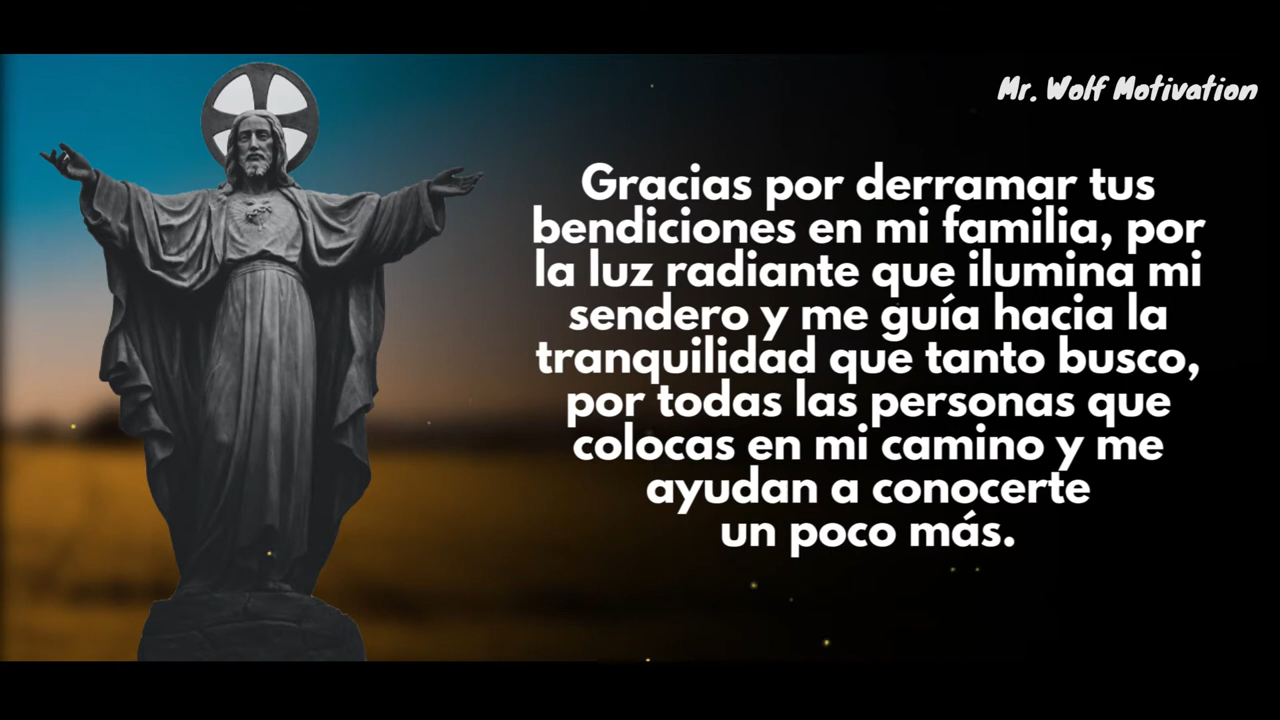 Mr. Wolf Motivation
Gracias por derramar tus
bendiciones en mi familia, por
la luz radiante que ilumina mi
sendero y me guía hacia la
tranquilidad que tanto busco,
por todas las personas que
colocas en mi camino y me
ayudan a conocerte
un poco más.